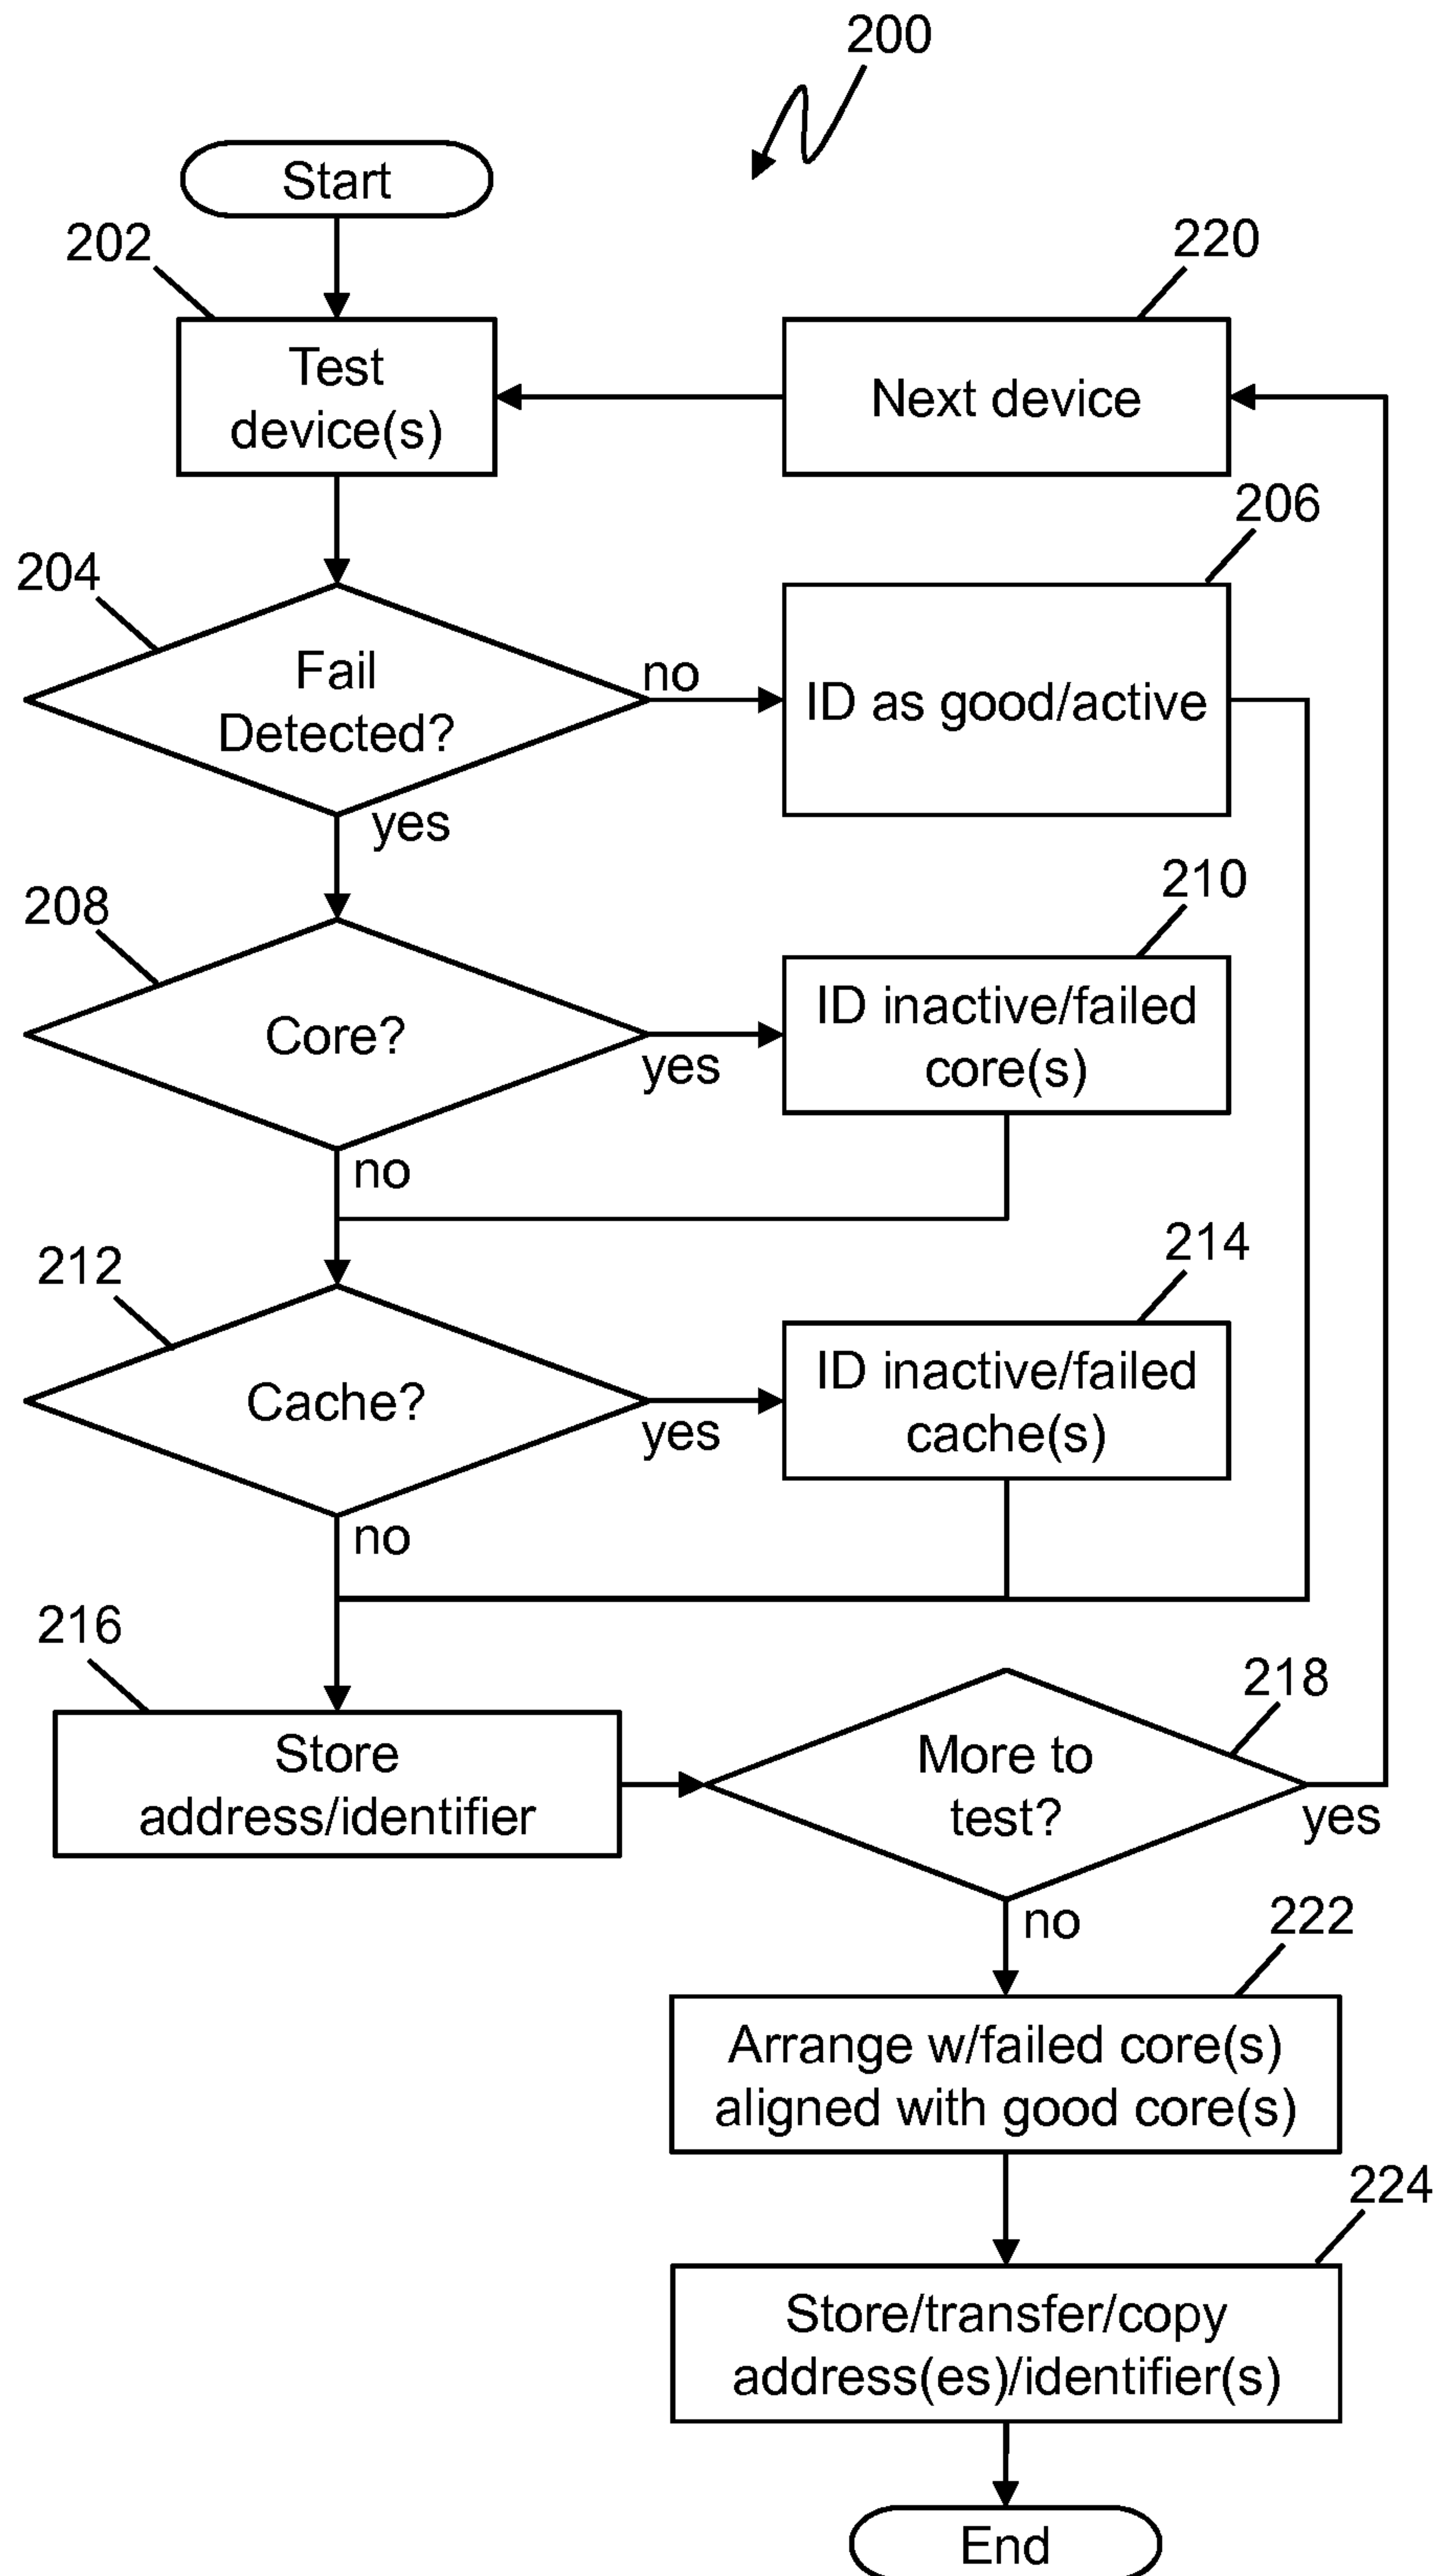 200
Start
202
220
Test
device(s)
Next device
206
204
Fail
Detected?
no
ID as good/active
yes
208
210
Core?
yes
ID inactive/failed
core(s)
no
212
214
Cache?
yes
ID inactive/failed
cache(s)
no
216
218
Store
address/identifier
More to
test?
yes
no
222
Arrange w/failed core(s)
aligned with good core(s)
224
Store/transfer/copy
address(es)/identifier(s)
End